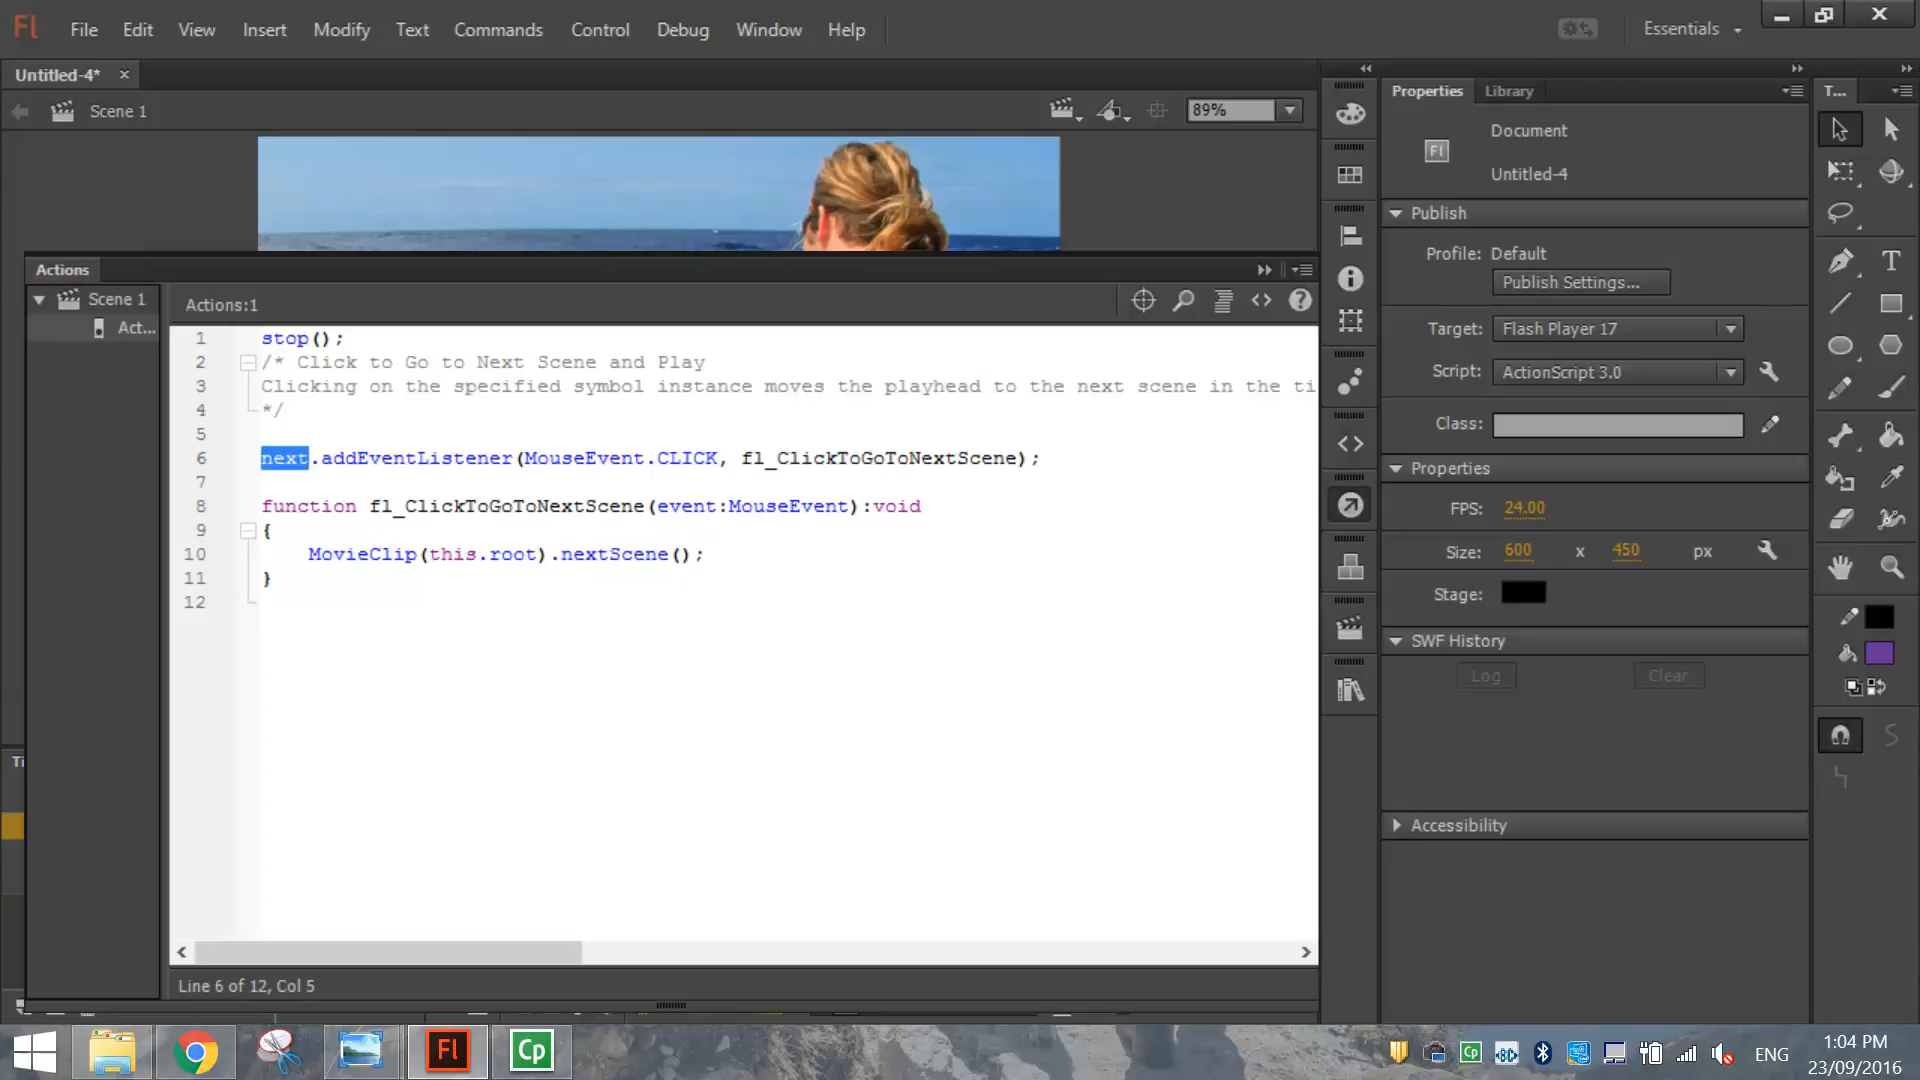 Fl File Edit View Insert Modify Text Commands Control Debug Window Help Essentials
Untitled-4*
Scene 1 89%
Properties Library T...
Fl Document
Untitled-4
Publish
Profile: Default
Publish Settings...
Target: Flash Player 17
Script: ActionScript 3.0
Class:
Properties
FPS: 24.00
Size: 600 x 450 px
Stage:
SWF History
Log Clear
Accessibility
Actions
Scene 1
Act...
Actions:1
1 stop();
2 /* Click to Go to Next Scene and Play
3 Clicking on the specified symbol instance moves the playhead to the next scene in the ti
4 */
5
6 next.addEventListener(MouseEvent.CLICK, fl_ClickToGoToNextScene);
7
8 function fl_ClickToGoToNextScene(event:MouseEvent):void
9 {
10 MovieClip(this.root).nextScene();
11 }
12
Line 6 of 12, Col 5
Ti
Fl Cp
Cp ENG 1:04 PM
23/09/2016